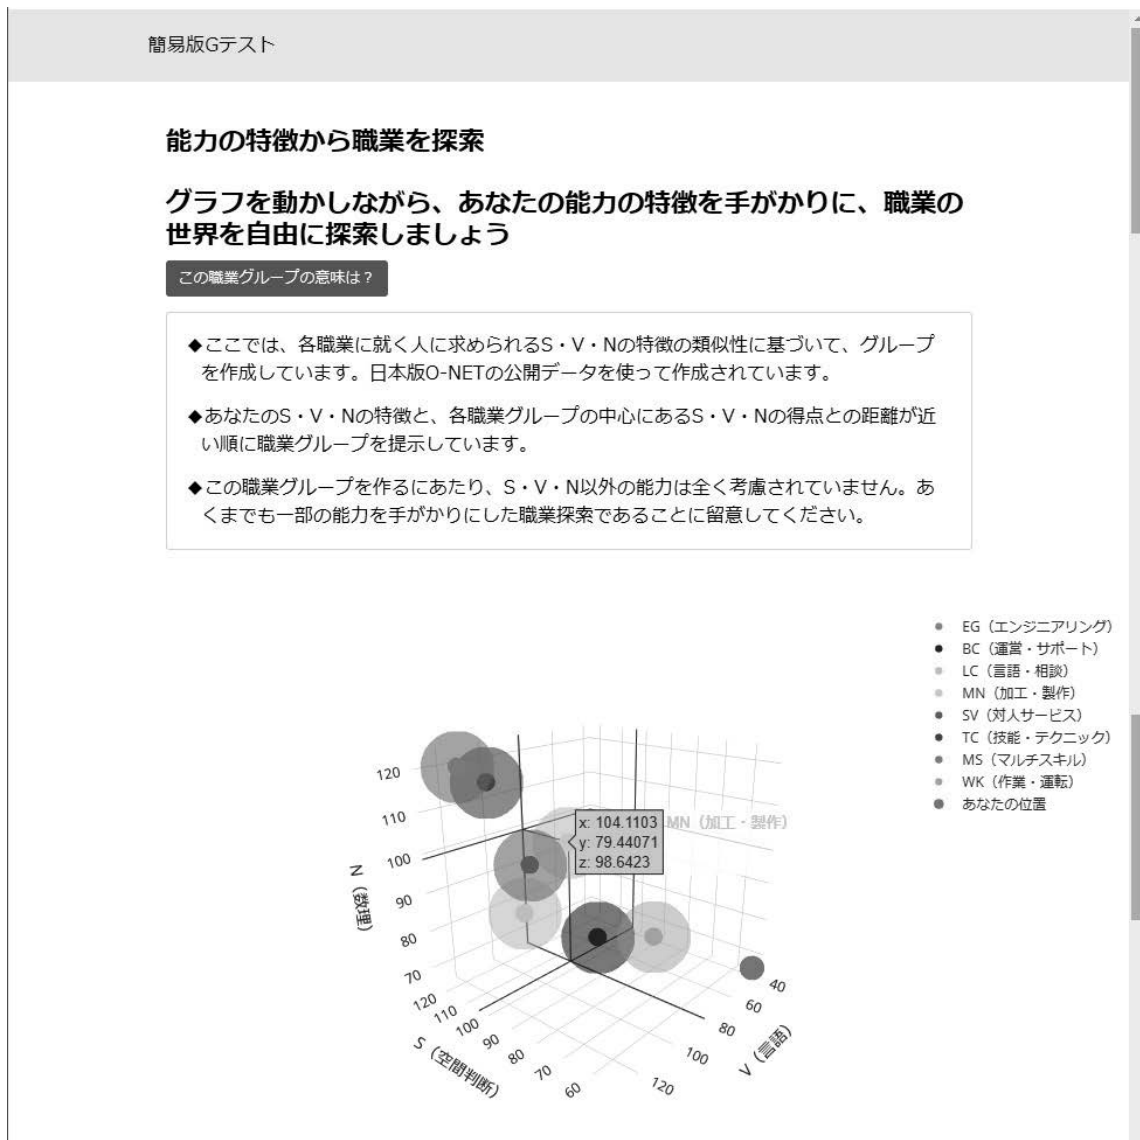 簡易版Gテスト
能力の特徴から職業を探索
グラフを動かしながら、あなたの能力の特徴を手がかりに、職業の
世界を自由に探索しましょう
この職業グループの意味は？
◆ここでは、各職業に就く人に求められるS・V・Nの特徴の類似性に基づいて、グループ
を作成しています。日本版O-NETの公開データを使って作成されています。
◆あなたのS・V・Nの特徴と、各職業グループの中心にあるS・V・Nの得点との距離が近
い順に職業グループを提示しています。
◆この職業グループを作るにあたり、S・V・N以外の能力は全く考慮されていません。あ
くまでも一部の能力を手がかりにした職業探索であることに留意してください。
EG（エンジニアリング）
BC（運営・サポート）
LC（言語・相談）
MN（加工・製作）
SV（対人サービス）
TC（技能・テクニック）
MS（マルチスキル）
WK（作業・運転）
あなたの位置
x: 104.1103
y: 79.44071
z: 98.6423
MN（加工・製作）
N（数理）
120
110
100
90
80
70
S（空間判断）
120
110
100
90
80
70
60
V（言語）
40
60
80
100
120